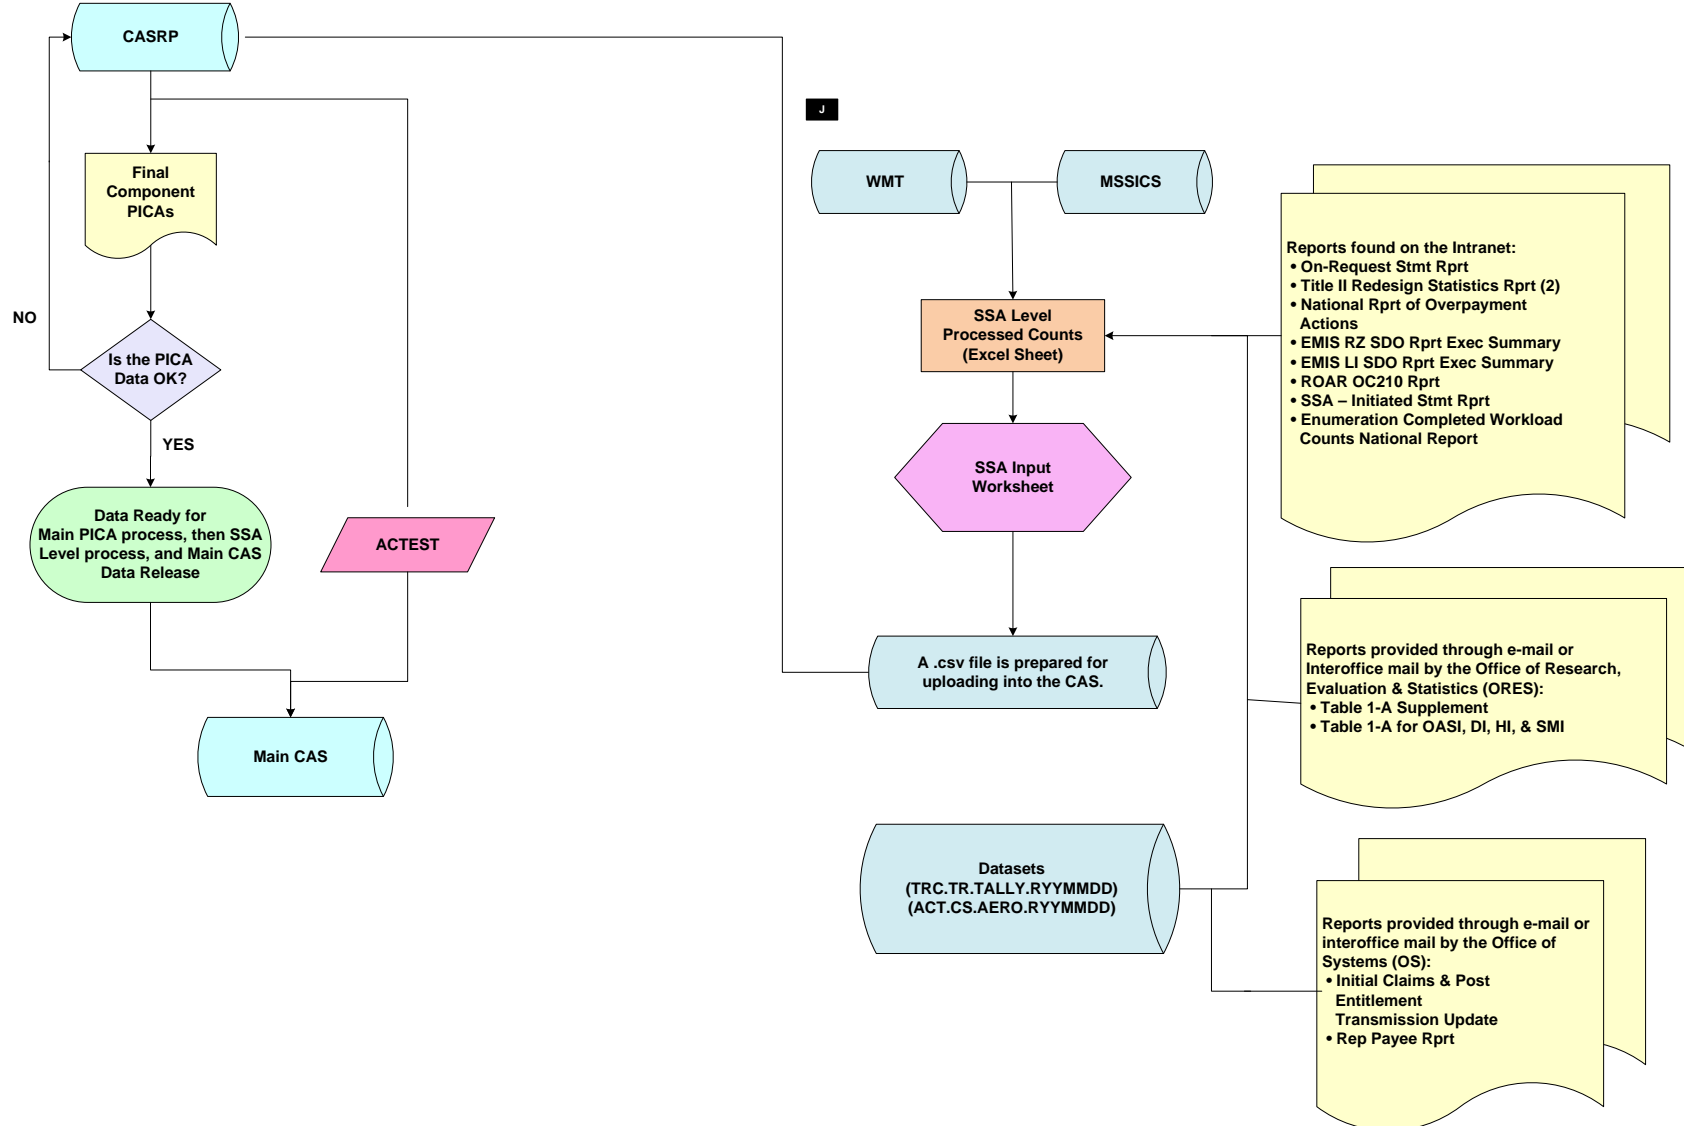 CASRP
Final
Component
PICAs
NO
Is the PICA
Data OK?
YES
Data Ready for
Main PICA process, then SSA
Level process, and Main CAS
Data Release
ACTEST
Main CAS
J
WMT
MSSICS
SSA Level
Processed Counts
(Excel Sheet)
SSA Input
Worksheet
A .csv file is prepared for
uploading into the CAS.
Datasets
(TRC.TR.TALLY.RYYMMDD)
(ACT.CS.AERO.RYYMMDD)
Reports found on the Intranet:
• On-Request Stmt Rprt
• Title II Redesign Statistics Rprt (2)
• National Rprt of Overpayment
Actions
• EMIS RZ SDO Rprt Exec Summary
• EMIS LI SDO Rprt Exec Summary
• ROAR OC210 Rprt
• SSA – Initiated Stmt Rprt
• Enumeration Completed Workload
Counts National Report
Reports provided through e-mail or
Interoffice mail by the Office of Research,
Evaluation & Statistics (ORES):
• Table 1-A Supplement
• Table 1-A for OASI, DI, HI, & SMI
Reports provided through e-mail or
interoffice mail by the Office of
Systems (OS):
• Initial Claims & Post
Entitlement
Transmission Update
• Rep Payee Rprt